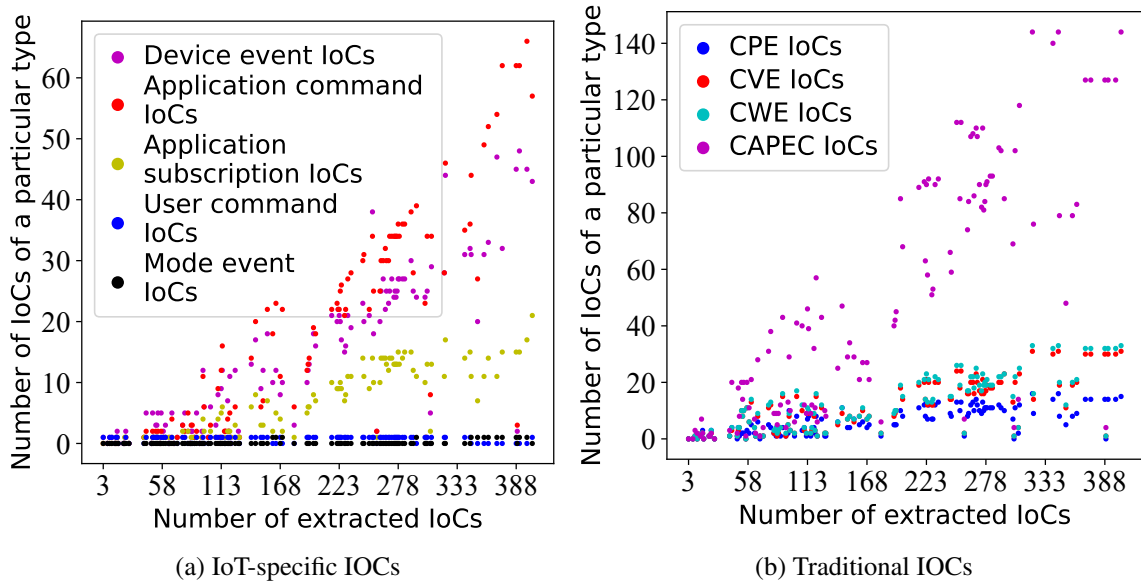 Number of IoCs of a particular type
60
50
40
30
20
10
0
Device event IoCs
Application command
IoCs
Application
subscription IoCs
User command
IoCs
Mode event
IoCs
3 58 113 168 223 278 333 388
Number of extracted IoCs
(a) IoT-specific IOCs
Number of IoCs of a particular type
140
120
100
80
60
40
20
0
CPE IoCs
CVE IoCs
CWE IoCs
CAPEC IoCs
3 58 113 168 223 278 333 388
Number of extracted IoCs
(b) Traditional IOCs